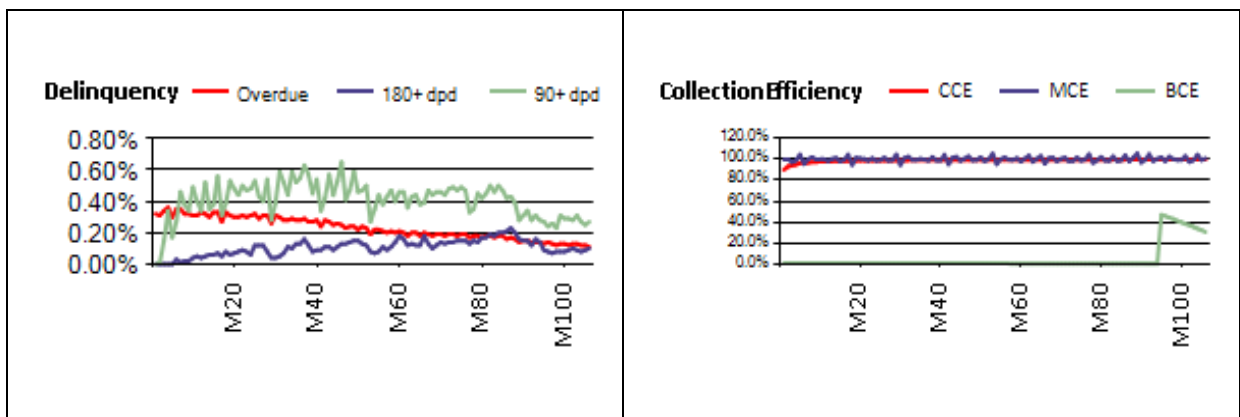 Delinquency Overdue 180+ dpd 90+ dpd
0.80%
0.60%
0.40%
0.20%
0.00%
M20
M40
M60
M80
M100
Collection Efficiency CCE MCE BCE
120.0%
100.0%
80.0%
60.0%
40.0%
20.0%
0.0%
M20
M40
M60
M80
M100